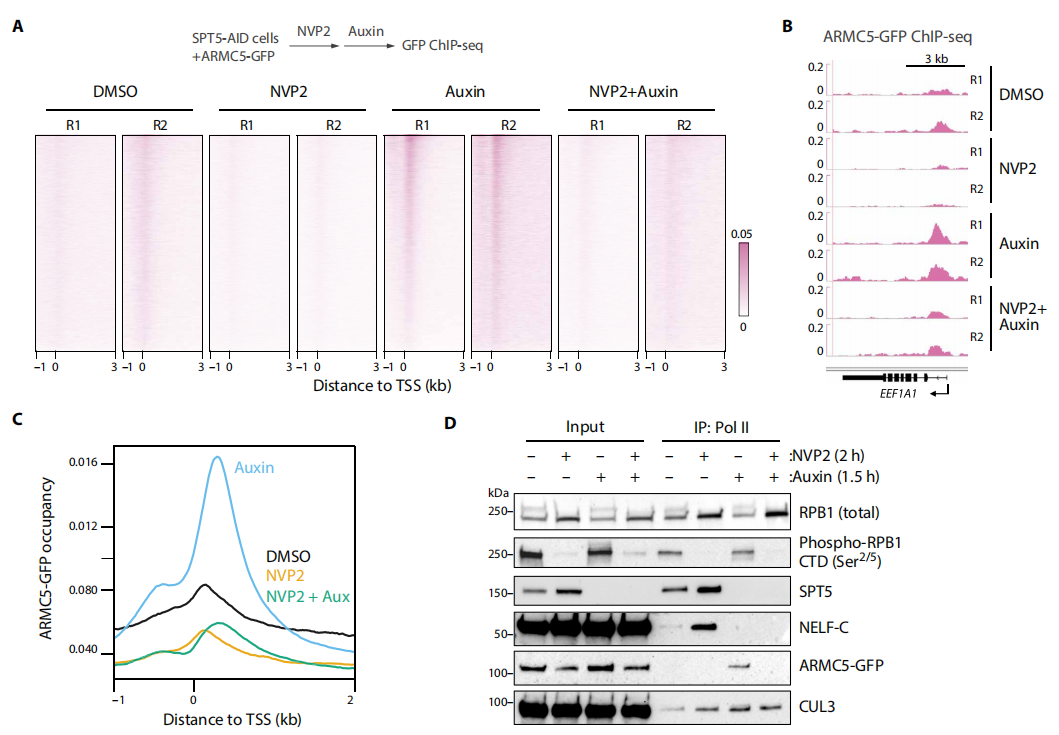 A
SPT5-AID cells
+ARMC5-GFP
NVP2
Auxin
GFP ChIP-seq
DMSO
NVP2
Auxin
NVP2+Auxin
R1
R2
R1
R2
R1
R2
R1
R2
0.05
0
−1 0 3 −1 0 3 −1 0 3 −1 0 3 −1 0 3 −1 0 3 −1 0 3 −1 0 3
Distance to TSS (kb)
B
ARMC5-GFP ChIP-seq
3 kb
0.2
0
R1
0.2
0
R2
DMSO
0.2
0
R1
0.2
0
R2
NVP2
0.2
0
R1
0.2
0
R2
Auxin
0.2
0
R1
0.2
0
R2
NVP2+
Auxin
EEF1A1
C
ARMC5-GFP occupancy
0.016
0.012
0.080
0.040
Auxin
DMSO
NVP2
NVP2 + Aux
−1
0
2
Distance to TSS (kb)
D
Input
IP: Pol II
− + − + − + − + :NVP2 (2 h)
− − + + − − + + :Auxin (1.5 h)
kDa
250
RPB1 (total)
250
Phospho-RPB1
CTD (Ser2/5)
150
SPT5
50
NELF-C
100
ARMC5-GFP
100
CUL3